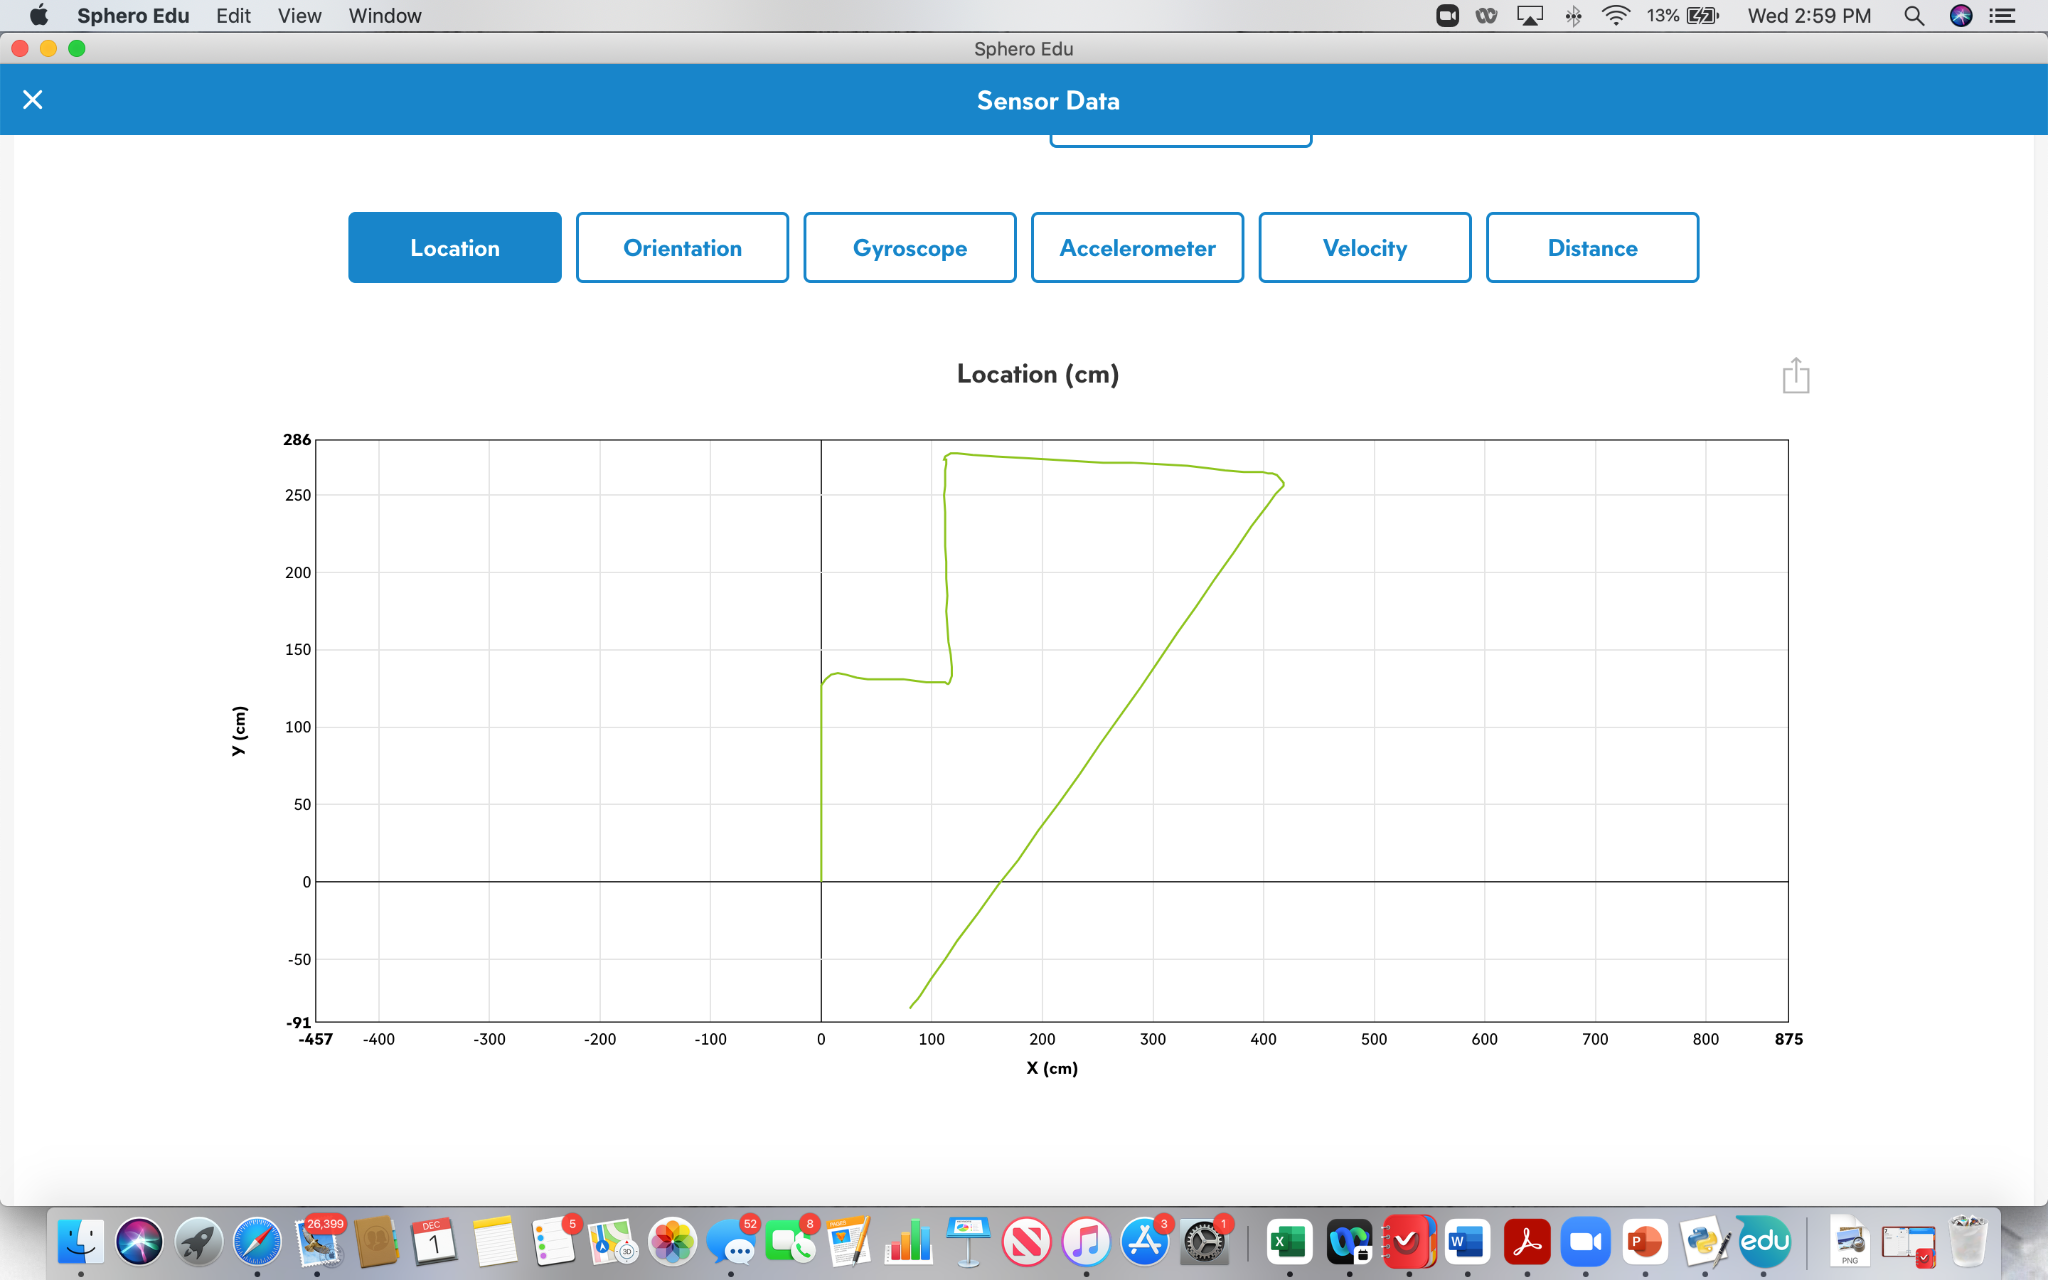 Sphero Edu Edit View Window 13% Wed 2:59 PM
Sphero Edu
Sensor Data
Location Orientation Gyroscope Accelerometer Velocity Distance
Location (cm)
286
250
200
150
100
50
0
-50
-91
Y (cm)
-457 -400 -300 -200 -100 0 100 200 300 400 500 600 700 800 875
X (cm)
26,399 DEC 1 5 3D 52 8 PAGES 3 1 X W P edu PNG